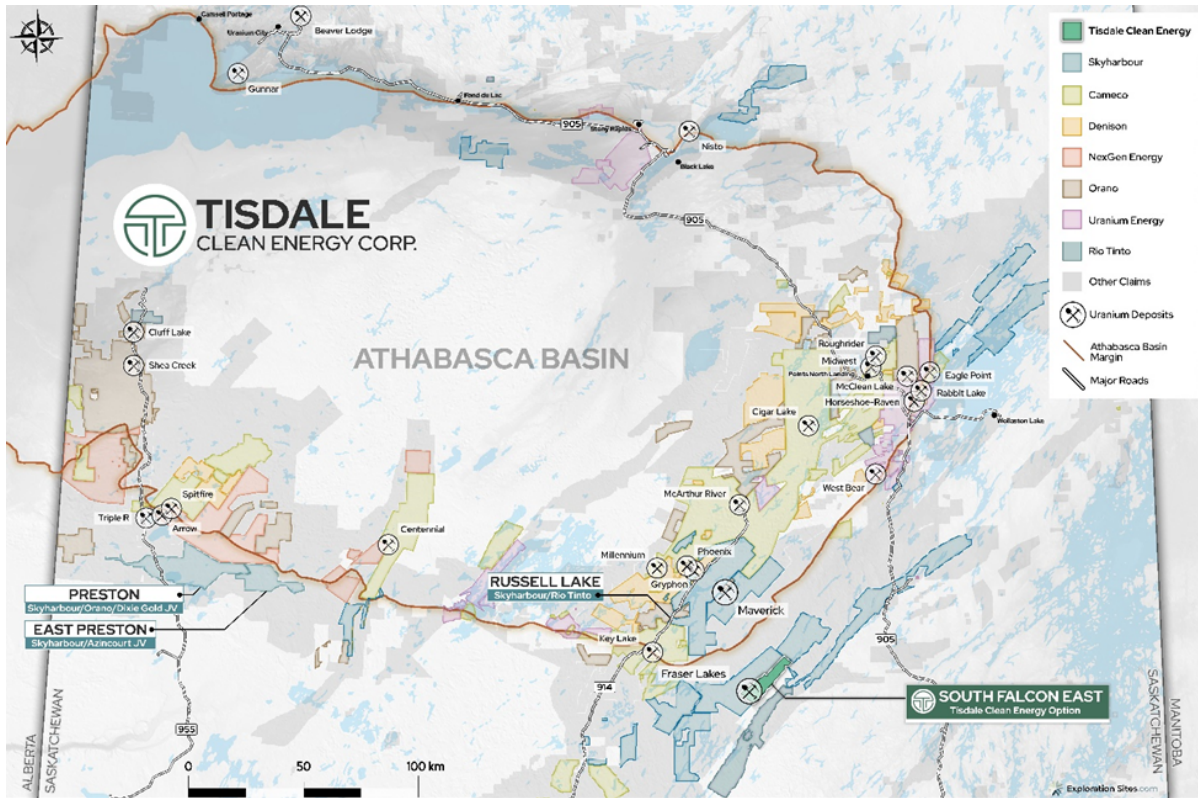 Camsell Portage
Uranium City
Beaver Lodge
Gunnar
Fond de Lac
905
Stony Rapids
Nisto
Black Lake
905
TISDALE
CLEAN ENERGY CORP.
ATHABASCA BASIN
Cluff Lake
Shea Creek
Spitfire
Triple R
Arrow
Centennial
Roughrider
Midwest
Points North Landing
McClean Lake
Eagle Point
Rabbit Lake
Horseshoe-Raven
Wollaston Lake
Cigar Lake
West Bear
McArthur River
Millennium
Phoenix
Gryphon
Maverick
RUSSELL LAKE
Skyharbour/Rio Tinto
PRESTON
Skyharbour/Orano/Dixie Gold JV
EAST PRESTON
Skyharbour/Azincourt JV
Key Lake
Fraser Lakes
914
905
955
SOUTH FALCON EAST
Tisdale Clean Energy Option
ALBERTA
SASKATCHEWAN
SASKATCHEWAN
MANITOBA
0
50
100 km
Tisdale Clean Energy
Skyharbour
Cameco
Denison
NexGen Energy
Orano
Uranium Energy
Rio Tinto
Other Claims
Uranium Deposits
Athabasca Basin
Margin
Major Roads
Exploration Sites.com